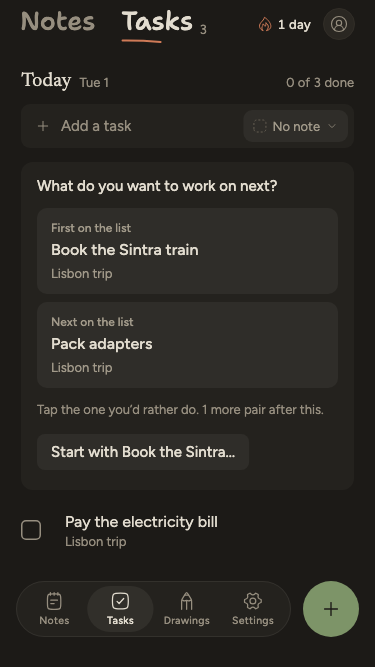 Notes Tasks 3 1 day
Today Tue 1 0 of 3 done
Add a task No note
What do you want to work on next?
First on the list
Book the Sintra train
Lisbon trip
Next on the list
Pack adapters
Lisbon trip
Tap the one you'd rather do. 1 more pair after this.
Start with Book the Sintra...
Pay the electricity bill
Lisbon trip
Notes Tasks Drawings Settings